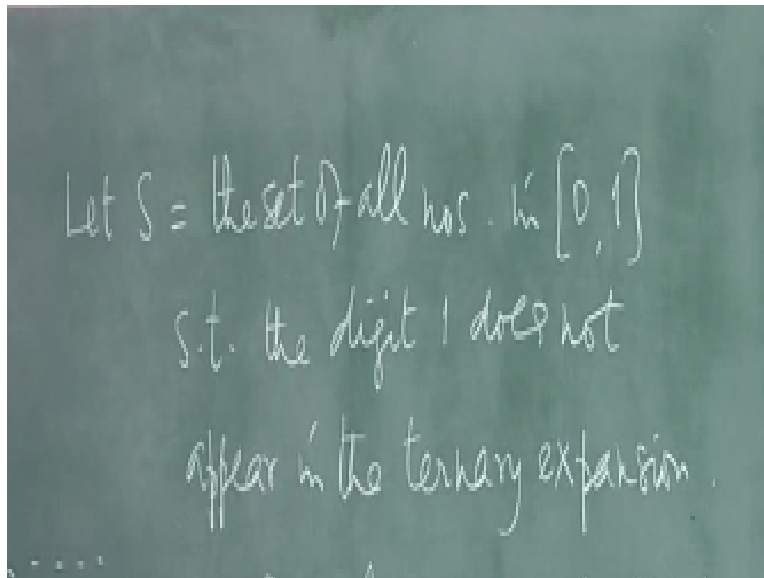 Let S = the set of all nos. in [0, 1]
s.t. the digit 1 does not
appear in the ternary expansion.